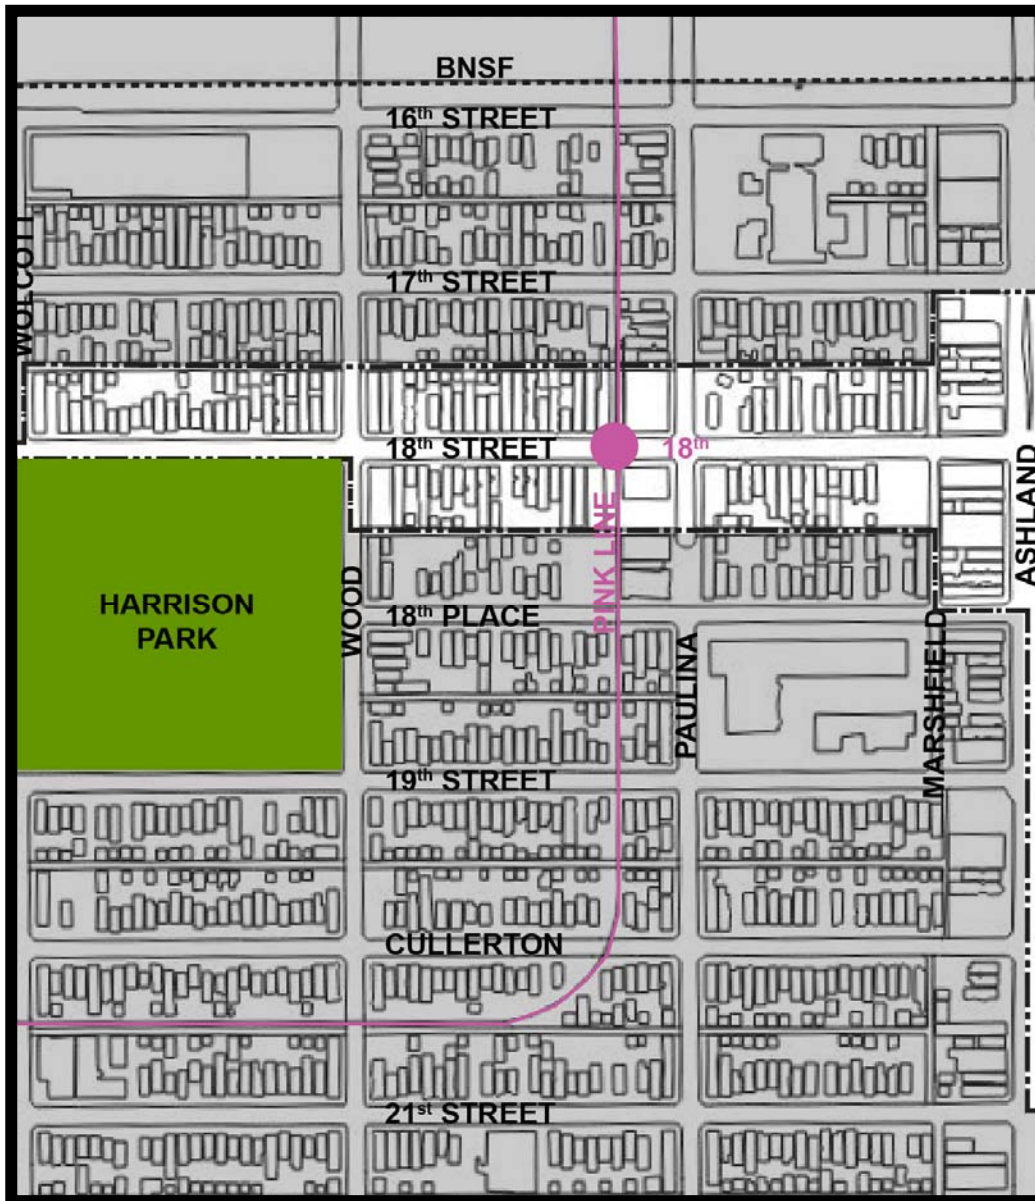 BNSF
16th STREET
WOLCOTT
17th STREET
18th STREET
18th
ASHLAND
PINK LINE
HARRISON
PARK
WOOD
18th PLACE
PAULINA
MARSHFIELD
19th STREET
CULLERTON
21st STREET